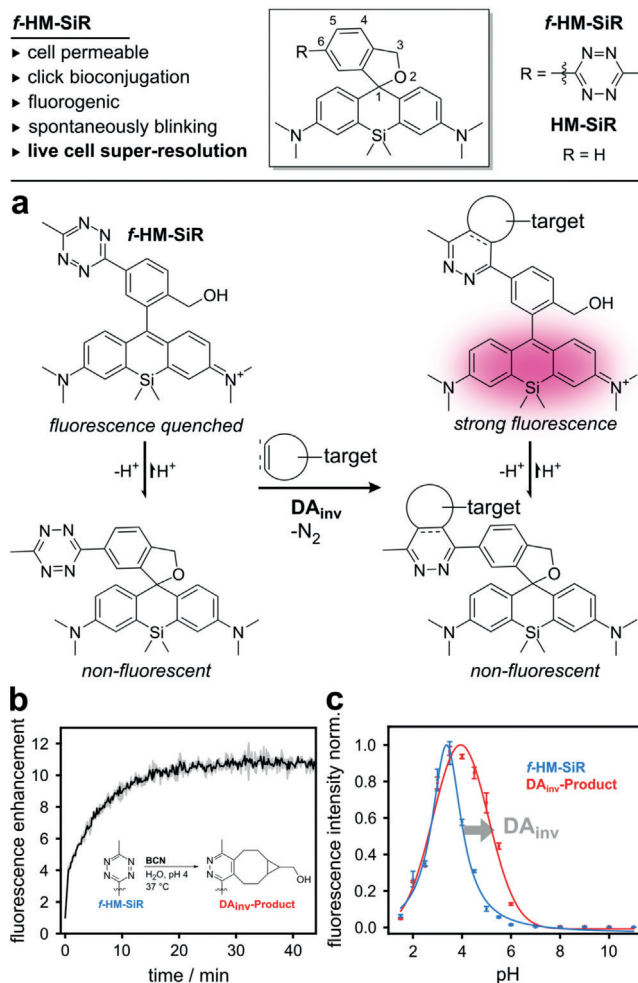 f-HM-SiR
▸ cell permeable
▸ click bioconjugation
▸ fluorogenic
▸ spontaneously blinking
▸ live cell super-resolution
5
4
6
3
R
O
2
1
N
Si
N
f-HM-SiR
R =
N
N
N
N
HM-SiR
R = H
a
N
N
N
N
f-HM-SiR
OH
N
Si
N+
fluorescence quenched
-H+
H+
N
N
N
N
O
N
Si
N
non-fluorescent
target
DAinv
-N2
target
N
N
OH
N
Si
N+
strong fluorescence
-H+
H+
target
N
N
O
N
Si
N
non-fluorescent
b
fluorescence enhancement
12
10
8
6
4
2
0
0 10 20 30 40
time / min
N
N
N
N
f-HM-SiR
BCN
H2O, pH 4
37 °C
N
N
OH
DAinv-Product
c
fluorescence intensity norm.
1.0
0.8
0.6
0.4
0.2
0.0
2 4 6 8 10
pH
f-HM-SiR
DAinv-Product
DAinv